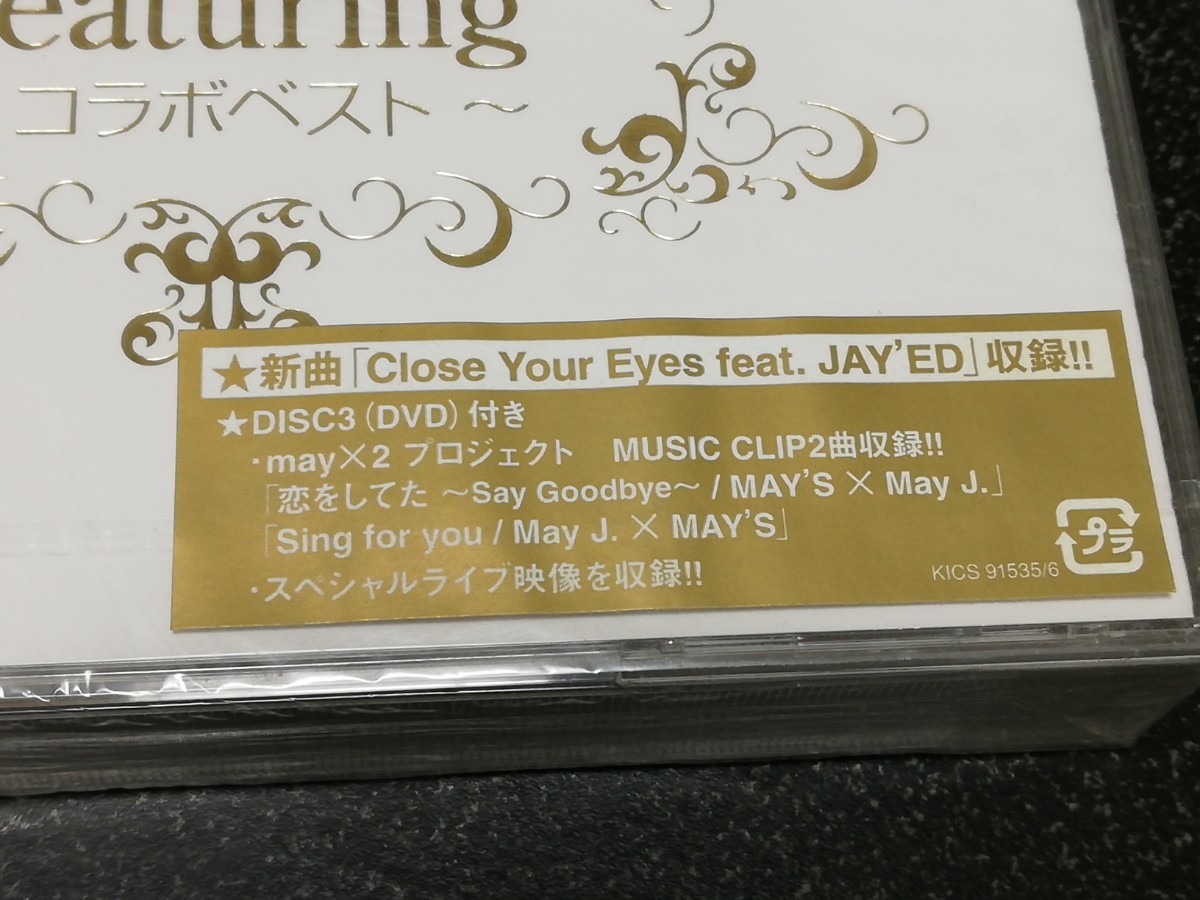 eaturing
コラボベスト ～
★新曲「Close Your Eyes feat. JAY'ED」収録!!
★DISC3（DVD）付き
・may×2 プロジェクト　MUSIC CLIP2曲収録!!
「恋をしてた ～Say Goodbye～ / MAY'S × May J.」
「Sing for you / May J. × MAY'S」
・スペシャルライブ映像を収録!!
プラ
KICS 91535/6